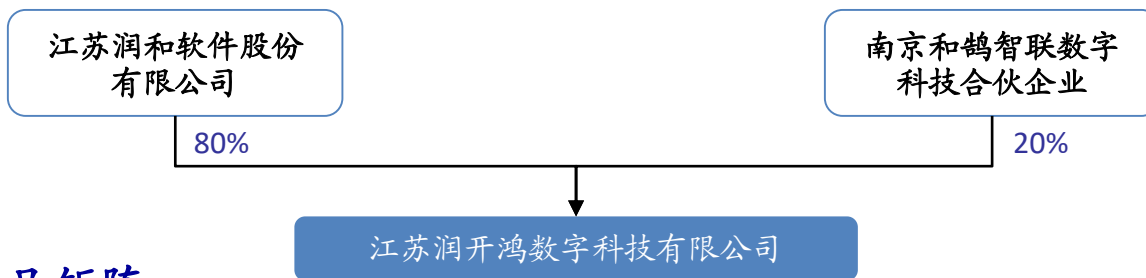 江苏润和软件股份
有限公司
南京和鹄智联数字
科技合伙企业
80%
20%
江苏润开鸿数字科技有限公司
矩阵